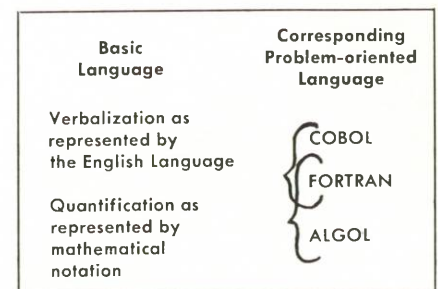 Basic
Language
Corresponding
Problem-oriented
Language
Verbalization as
represented by
the English Language
Quantification as
represented by
mathematical
notation
COBOL
FORTRAN
ALGOL